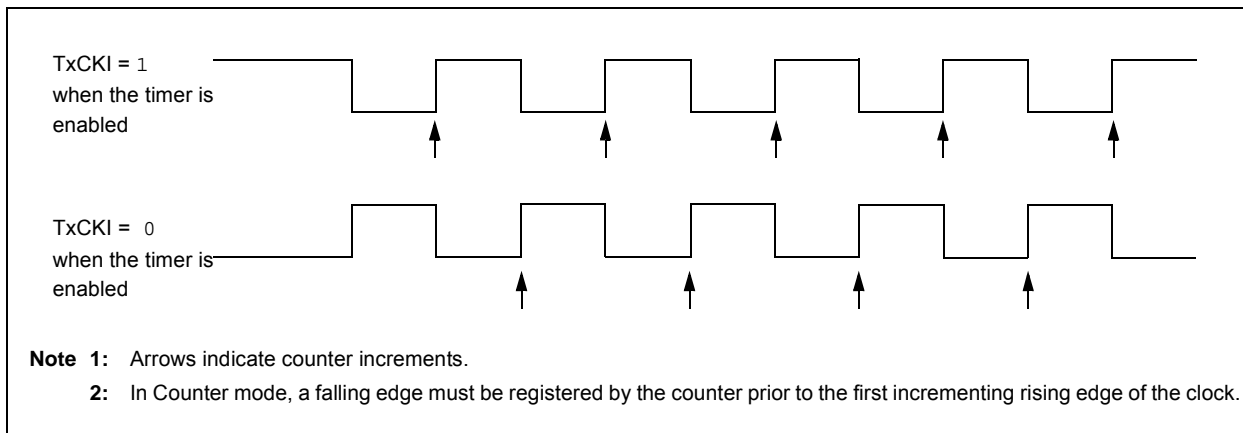 TxCKI = 1
when the timer is
enabled
TxCKI = 0
when the timer is
enabled
Note 1: Arrows indicate counter increments.
2: In Counter mode, a falling edge must be registered by the counter prior to the first incrementing rising edge of the clock.